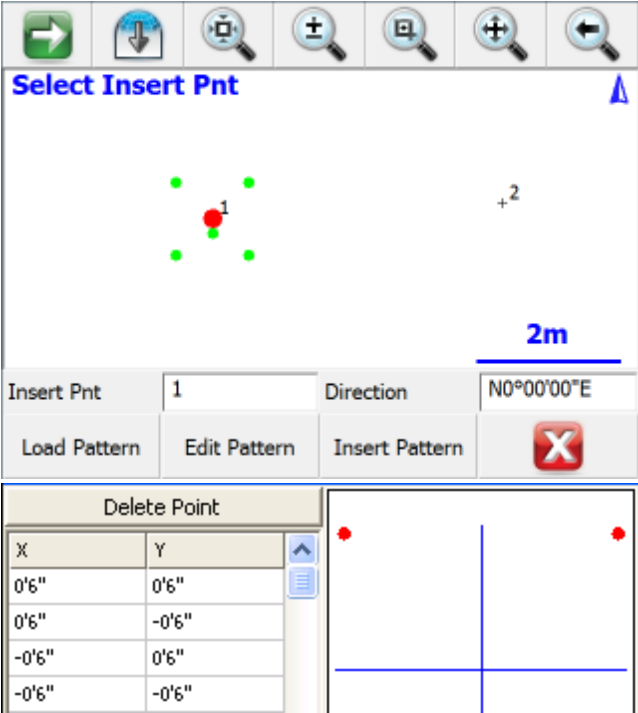 Select Insert Pnt
1
2
2m
Insert Pnt 1 Direction N0°00'00"E
Load Pattern Edit Pattern Insert Pattern
Delete Point
X Y
0'6" 0'6"
0'6" -0'6"
-0'6" 0'6"
-0'6" -0'6"